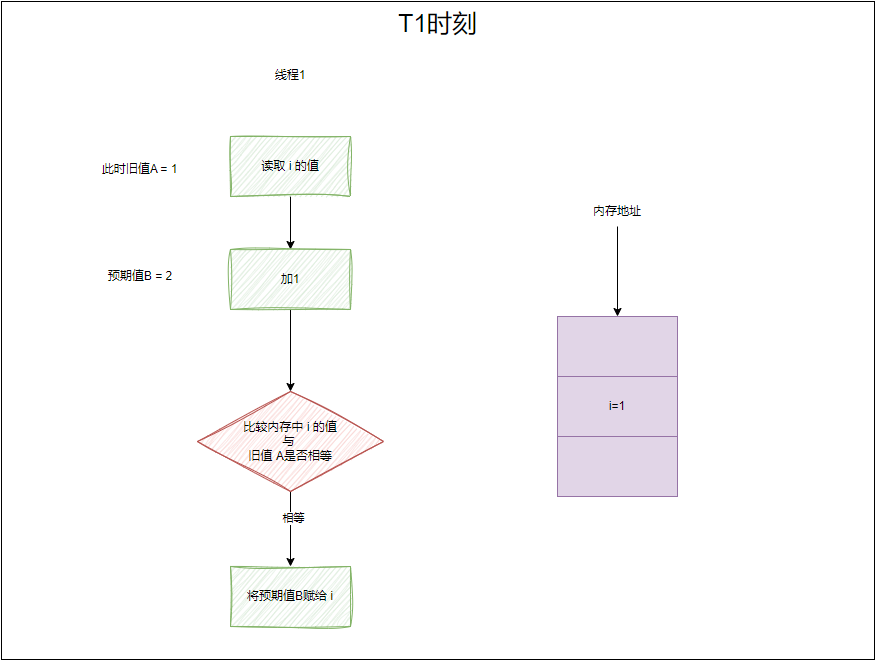 T1时刻
线程1
此时旧值A = 1
读取 i 的值
内存地址
预期值B = 2
加1
i=1
比较内存中 i 的值
与
旧值 A是否相等
相等
将预期值B赋给 i